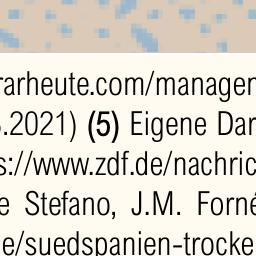 rarheute.com/managen
.2021) (5) Eigene Dar
s://www.zdf.de/nachric
e Stefano, J.M. Forné
e/suedspanien-trocke